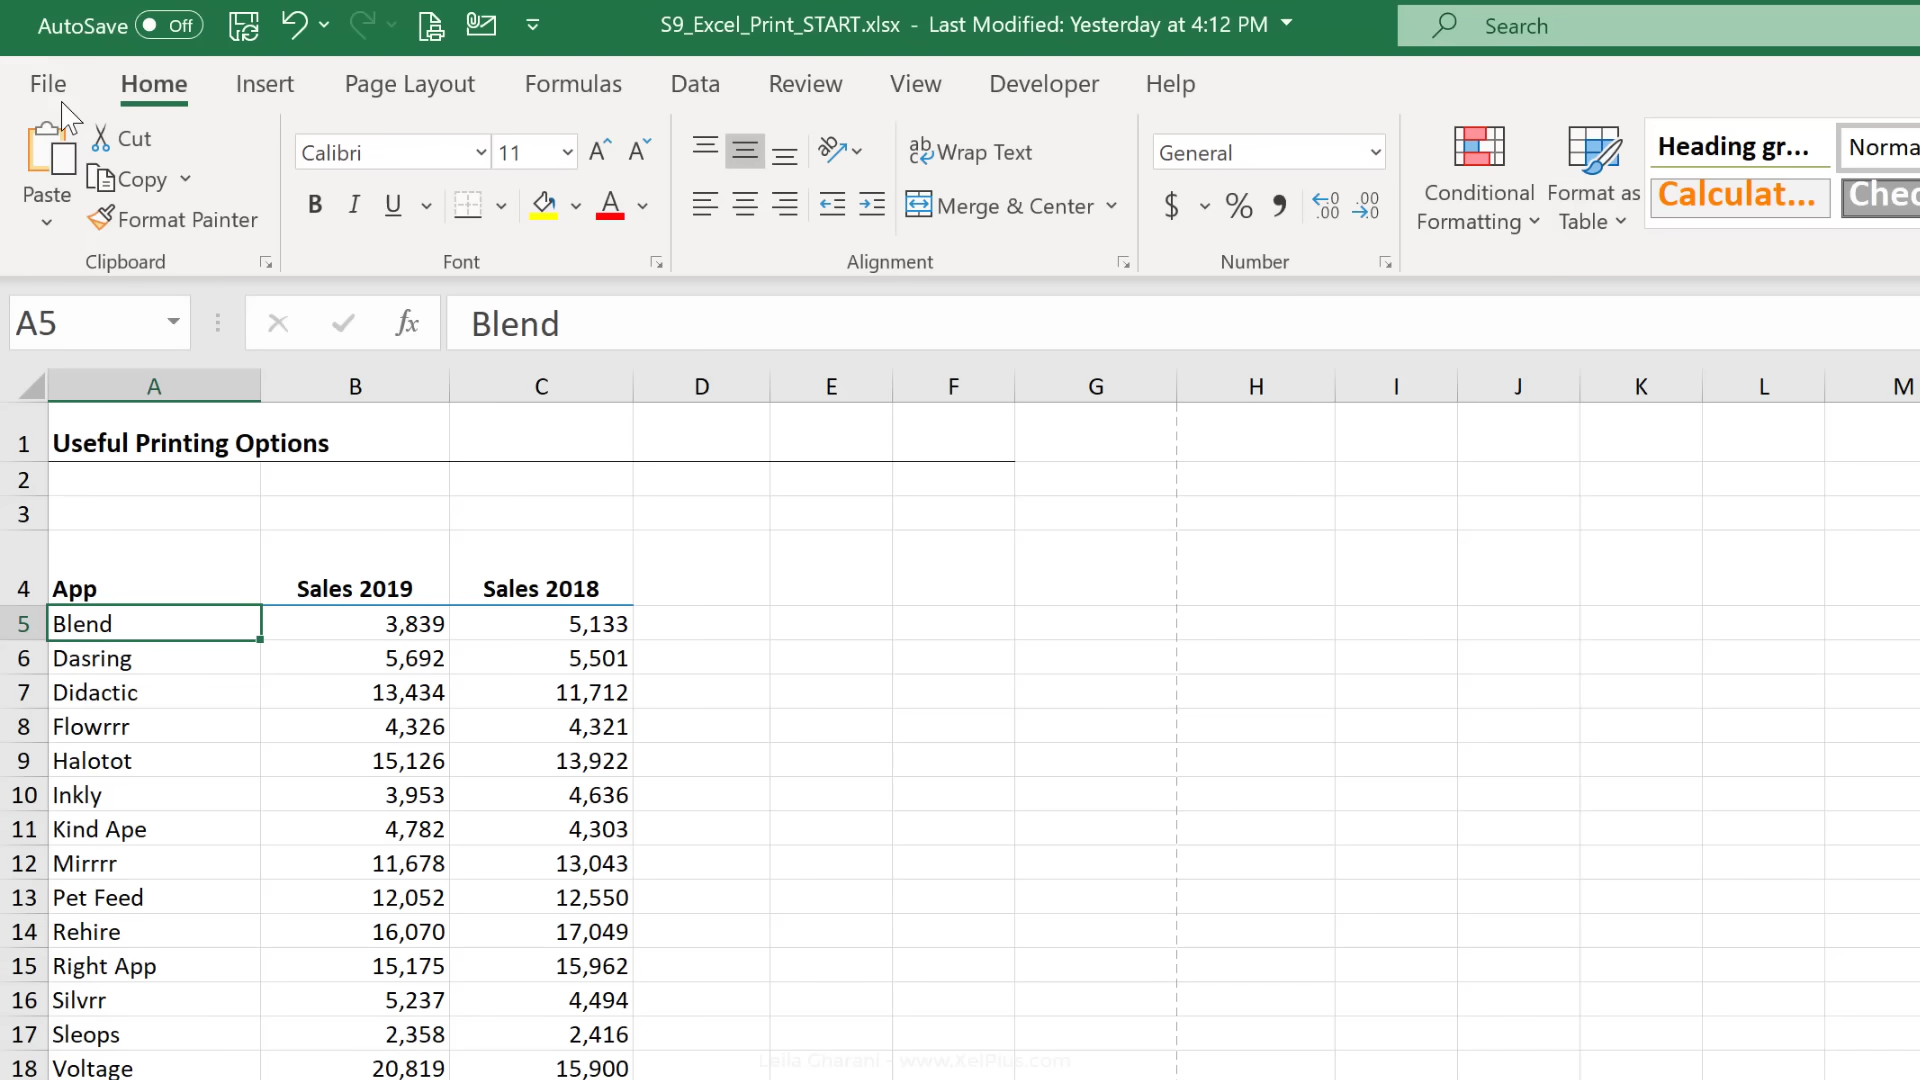 AutoSave Off S9_Excel_Print_START.xlsx - Last Modified: Yesterday at 4:12 PM Search
File Home Insert Page Layout Formulas Data Review View Developer Help
Paste
Cut
Copy
Format Painter
Clipboard
Calibri 11
B I U A
Font
Wrap Text
Merge & Center
Alignment
General
$ % 9 .00 .00
Number
Conditional Formatting
Format as Table
Heading gr... Norma
Calculat... Chec
A5 fx Blend
A B C D E F G H I J K L M
1 Useful Printing Options
2
3
4 App Sales 2019 Sales 2018
5 Blend 3,839 5,133
6 Dasring 5,692 5,501
7 Didactic 13,434 11,712
8 Flowrrr 4,326 4,321
9 Halotot 15,126 13,922
10 Inkly 3,953 4,636
11 Kind Ape 4,782 4,303
12 Mirrrr 11,678 13,043
13 Pet Feed 12,052 12,550
14 Rehire 16,070 17,049
15 Right App 15,175 15,962
16 Silvrr 5,237 4,494
17 Sleops 2,358 2,416
18 Voltage 20,819 15,900
Leila Gharani - www.XelPlus.com